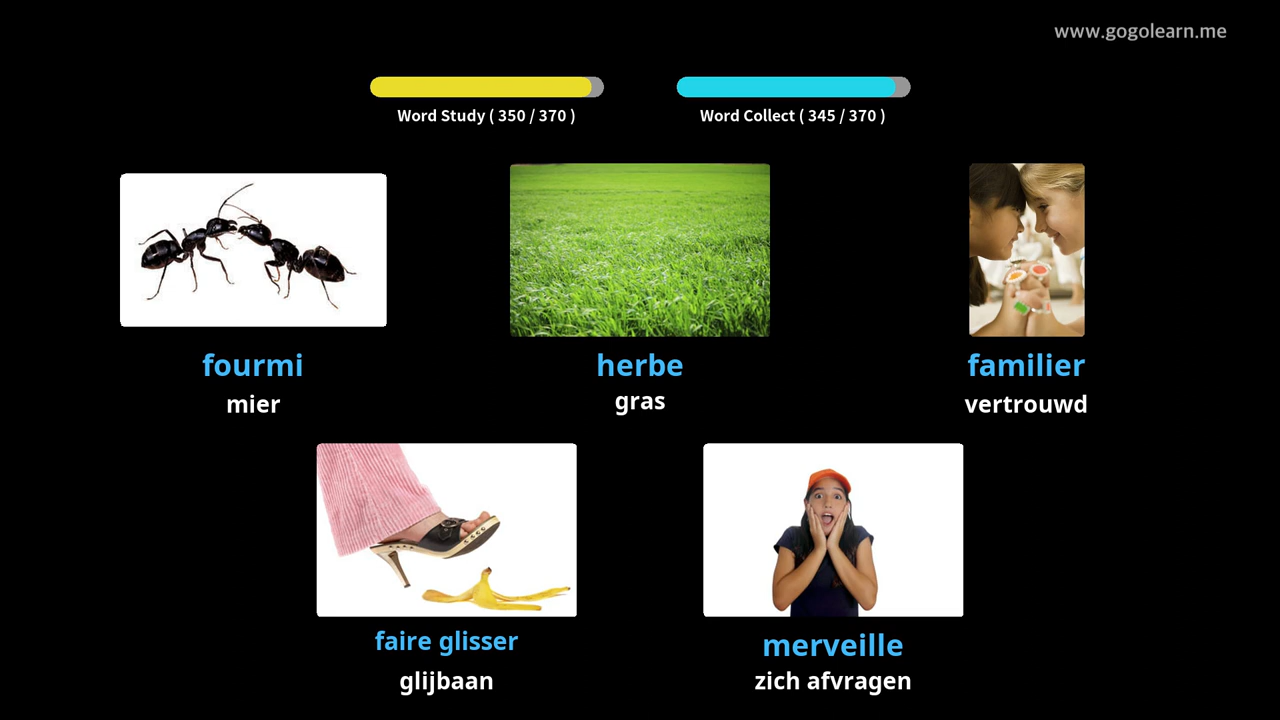 www.gogolearn.me
Word Study ( 350 / 370 )
Word Collect ( 345 / 370 )
fourmi
mier
herbe
gras
familier
vertrouwd
faire glisser
glijbaan
merveille
zich afvragen